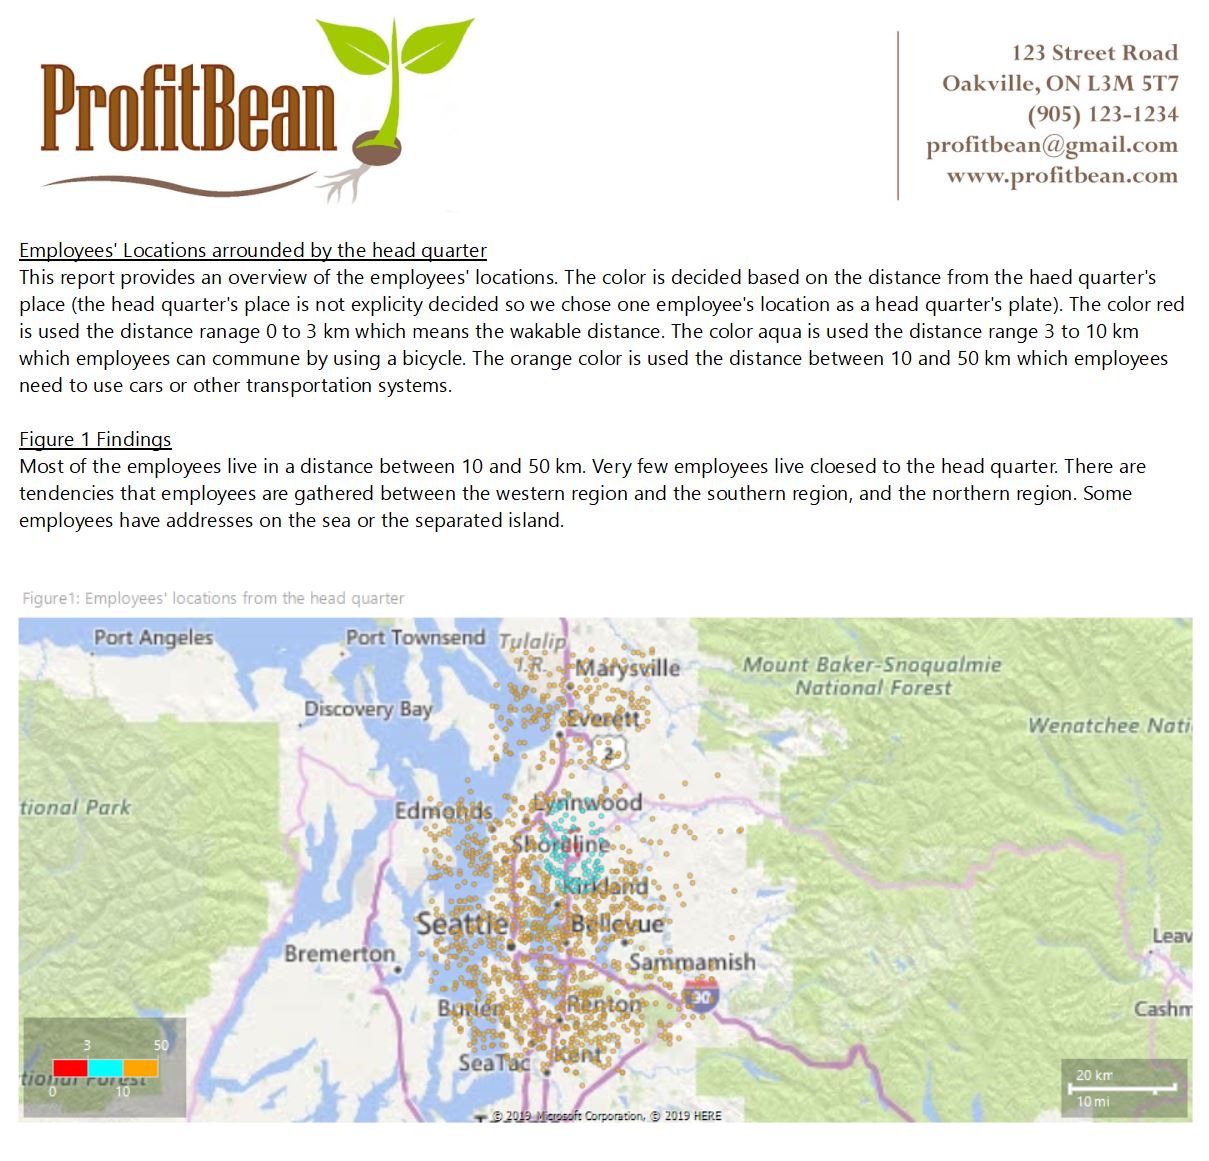 ProfitBean
123 Street Road
Oakville, ON L3M 5T7
(905) 123-1234
profitbean@gmail.com
www.profitbean.com
Employees' Locations arrounded by the head quarter
This report provides an overview of the employees' locations. The color is decided based on the distance from the haed quarter's
place (the head quarter's place is not explicity decided so we chose one employee's location as a head quarter's plate). The color red
is used the distance ranage 0 to 3 km which means the wakable distance. The color aqua is used the distance range 3 to 10 km
which employees can commune by using a bicycle. The orange color is used the distance between 10 and 50 km which employees
need to use cars or other transportation systems.
Figure 1 Findings
Most of the employees live in a distance between 10 and 50 km. Very few employees live cloesed to the head quarter. There are
tendencies that employees are gathered between the western region and the southern region, and the northern region. Some
employees have addresses on the sea or the separated island.
Figure1: Employees' locations from the head quarter
Port Angeles
Port Townsend
Tulalip
I.R.
Marysville
Mount Baker-Snoqualmie
National Forest
Discovery Bay
Everett
2
Wenatchee Nati
tional Park
Edmonds
Lynnwood
Shoreline
Kirkland
Seattle
Bellevue
Bremerton
Sammamish
Leav
90
Burien
Renton
Cashm
SeaTac
Kent
3 50
tional Forest
0 10
20 km
10 mi
© 2019 Microsoft Corporation, © 2019 HERE